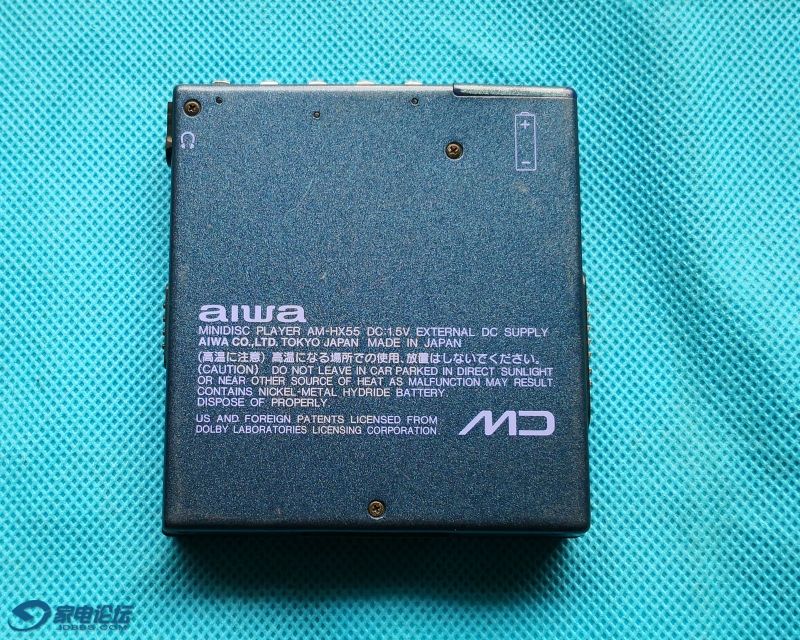 +
-
aiwa
MINIDISC PLAYER AM-HX55 DC:1.5V EXTERNAL DC SUPPLY
AIWA CO.,LTD. TOKYO JAPAN MADE IN JAPAN
(高温に注意) 高温になる場所での使用、放置はしないでください。
(CAUTION) DO NOT LEAVE IN CAR PARKED IN DIRECT SUNLIGHT
OR NEAR OTHER SOURCE OF HEAT AS MALFUNCTION MAY RESULT.
CONTAINS NICKEL-METAL HYDRIDE BATTERY.
DISPOSE OF PROPERLY.
US AND FOREIGN PATENTS LICENSED FROM
DOLBY LABORATORIES LICENSING CORPORATION.
MD
家电论坛
JDBBS.COM